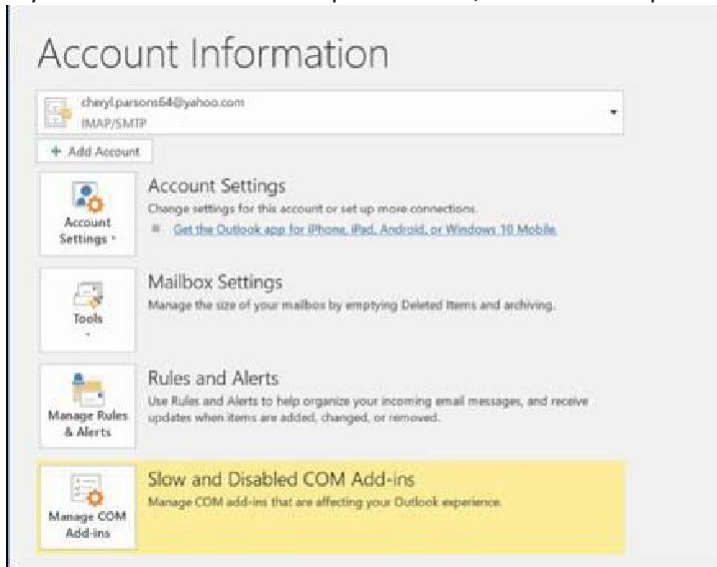 Account Information
cheryl.parsons64@yahoo.com
IMAP/SMTP
+ Add Account
Account Settings
Account Settings
Change settings for this account or set up more connections.
Get the Outlook app for iPhone, iPad, Android, or Windows 10 Mobile.
Tools
Mailbox Settings
Manage the size of your mailbox by emptying Deleted Items and archiving.
Manage Rules & Alerts
Rules and Alerts
Use Rules and Alerts to help organize your incoming email messages, and receive
updates when items are added, changed, or removed.
Manage COM Add-ins
Slow and Disabled COM Add-ins
Manage COM add-ins that are affecting your Outlook experience.